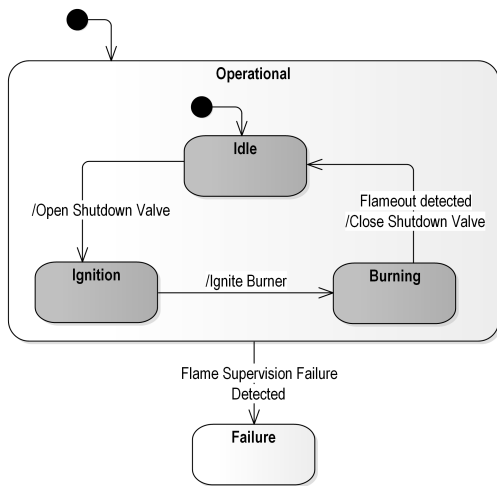 Operational
Idle
/Open Shutdown Valve
Flameout detected
/Close Shutdown Valve
Ignition
/Ignite Burner
Burning
Flame Supervision Failure
Detected
Failure